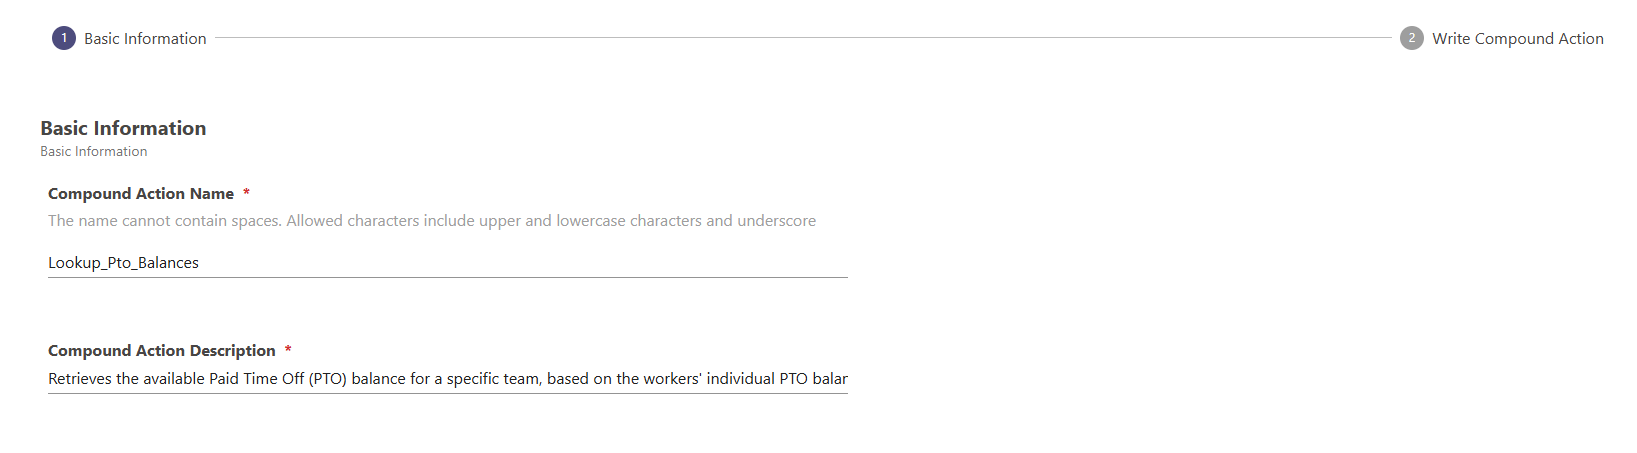 1 Basic Information
2 Write Compound Action
Basic Information
Basic Information
Compound Action Name *
The name cannot contain spaces. Allowed characters include upper and lowercase characters and underscore
Lookup_Pto_Balances
Compound Action Description *
Retrieves the available Paid Time Off (PTO) balance for a specific team, based on the workers' individual PTO